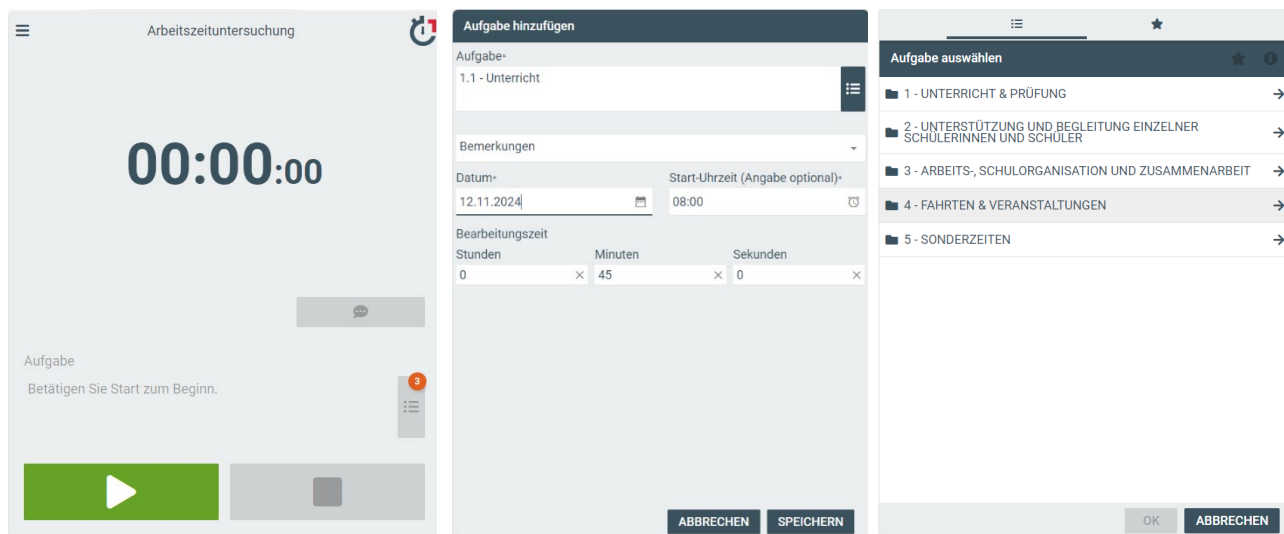 Arbeitszeituntersuchung
00:00:00
Aufgabe
3
Betätigen Sie Start zum Beginn.
Aufgabe hinzufügen
Aufgabe*
1.1 - Unterricht
Bemerkungen
Datum*
Start-Uhrzeit (Angabe optional)*
12.11.2024
08:00
Bearbeitungszeit
Stunden
Minuten
Sekunden
0
45
0
ABBRECHEN
SPEICHERN
Aufgabe auswählen
1 - UNTERRICHT & PRÜFUNG
2 - UNTERSTÜTZUNG UND BEGLEITUNG EINZELNER
SCHÜLERINNEN UND SCHÜLER
3 - ARBEITS-, SCHULORGANISATION UND ZUSAMMENARBEIT
4 - FAHRTEN & VERANSTALTUNGEN
5 - SONDERZEITEN
OK
ABBRECHEN